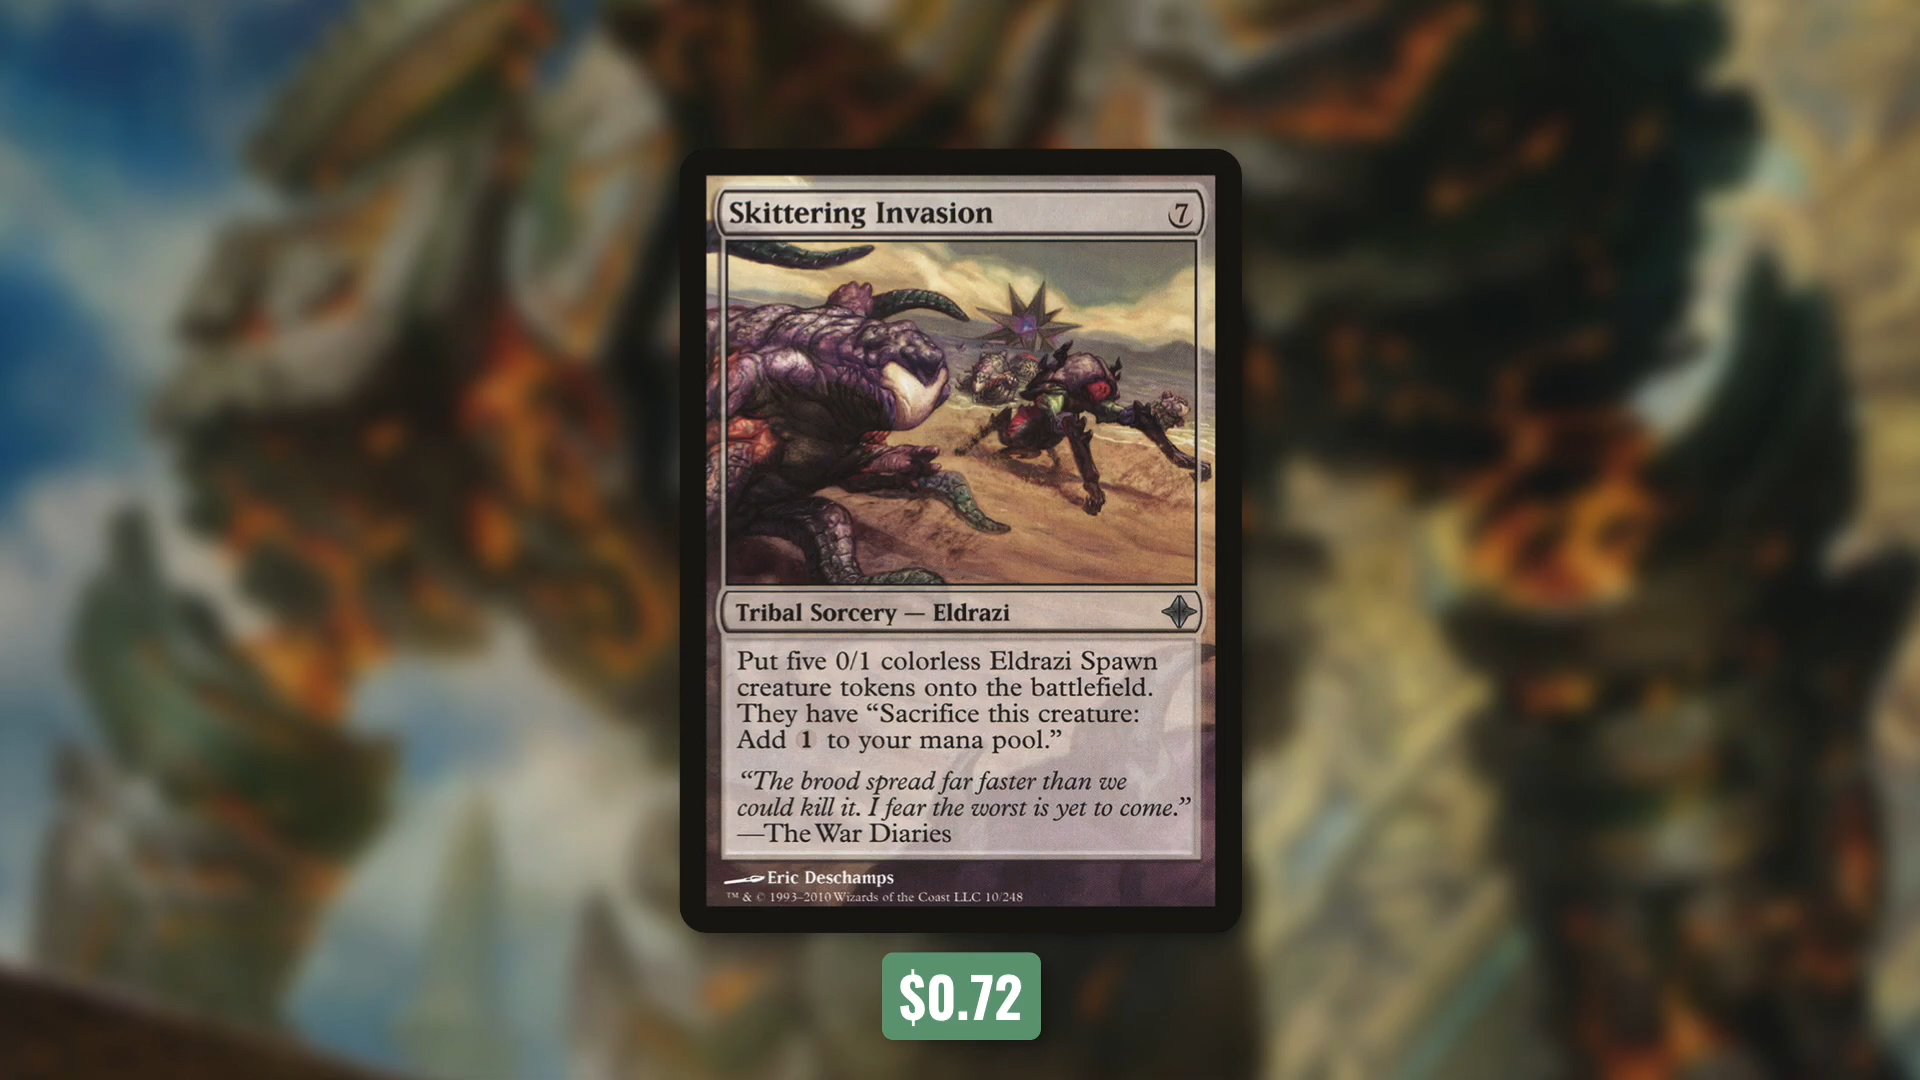 Skittering Invasion 7
Tribal Sorcery — Eldrazi
Put five 0/1 colorless Eldrazi Spawn
creature tokens onto the battlefield.
They have “Sacrifice this creature:
Add 1 to your mana pool.”
“The brood spread far faster than we
could kill it. I fear the worst is yet to come.”
—The War Diaries
Eric Deschamps
™ & © 1993–2010 Wizards of the Coast LLC 10/248
$0.72